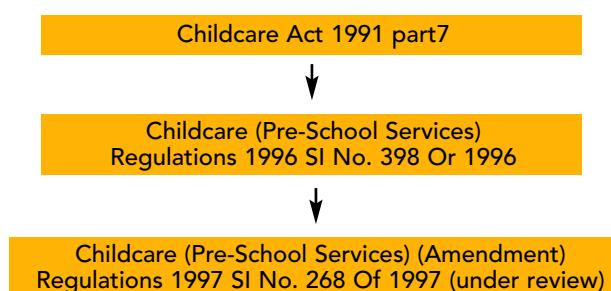 Childcare Act 1991 part7
Childcare (Pre-School Services)
Regulations 1996 SI No. 398 Or 1996
Childcare (Pre-School Services) (Amendment)
Regulations 1997 SI No. 268 Of 1997 (under review)